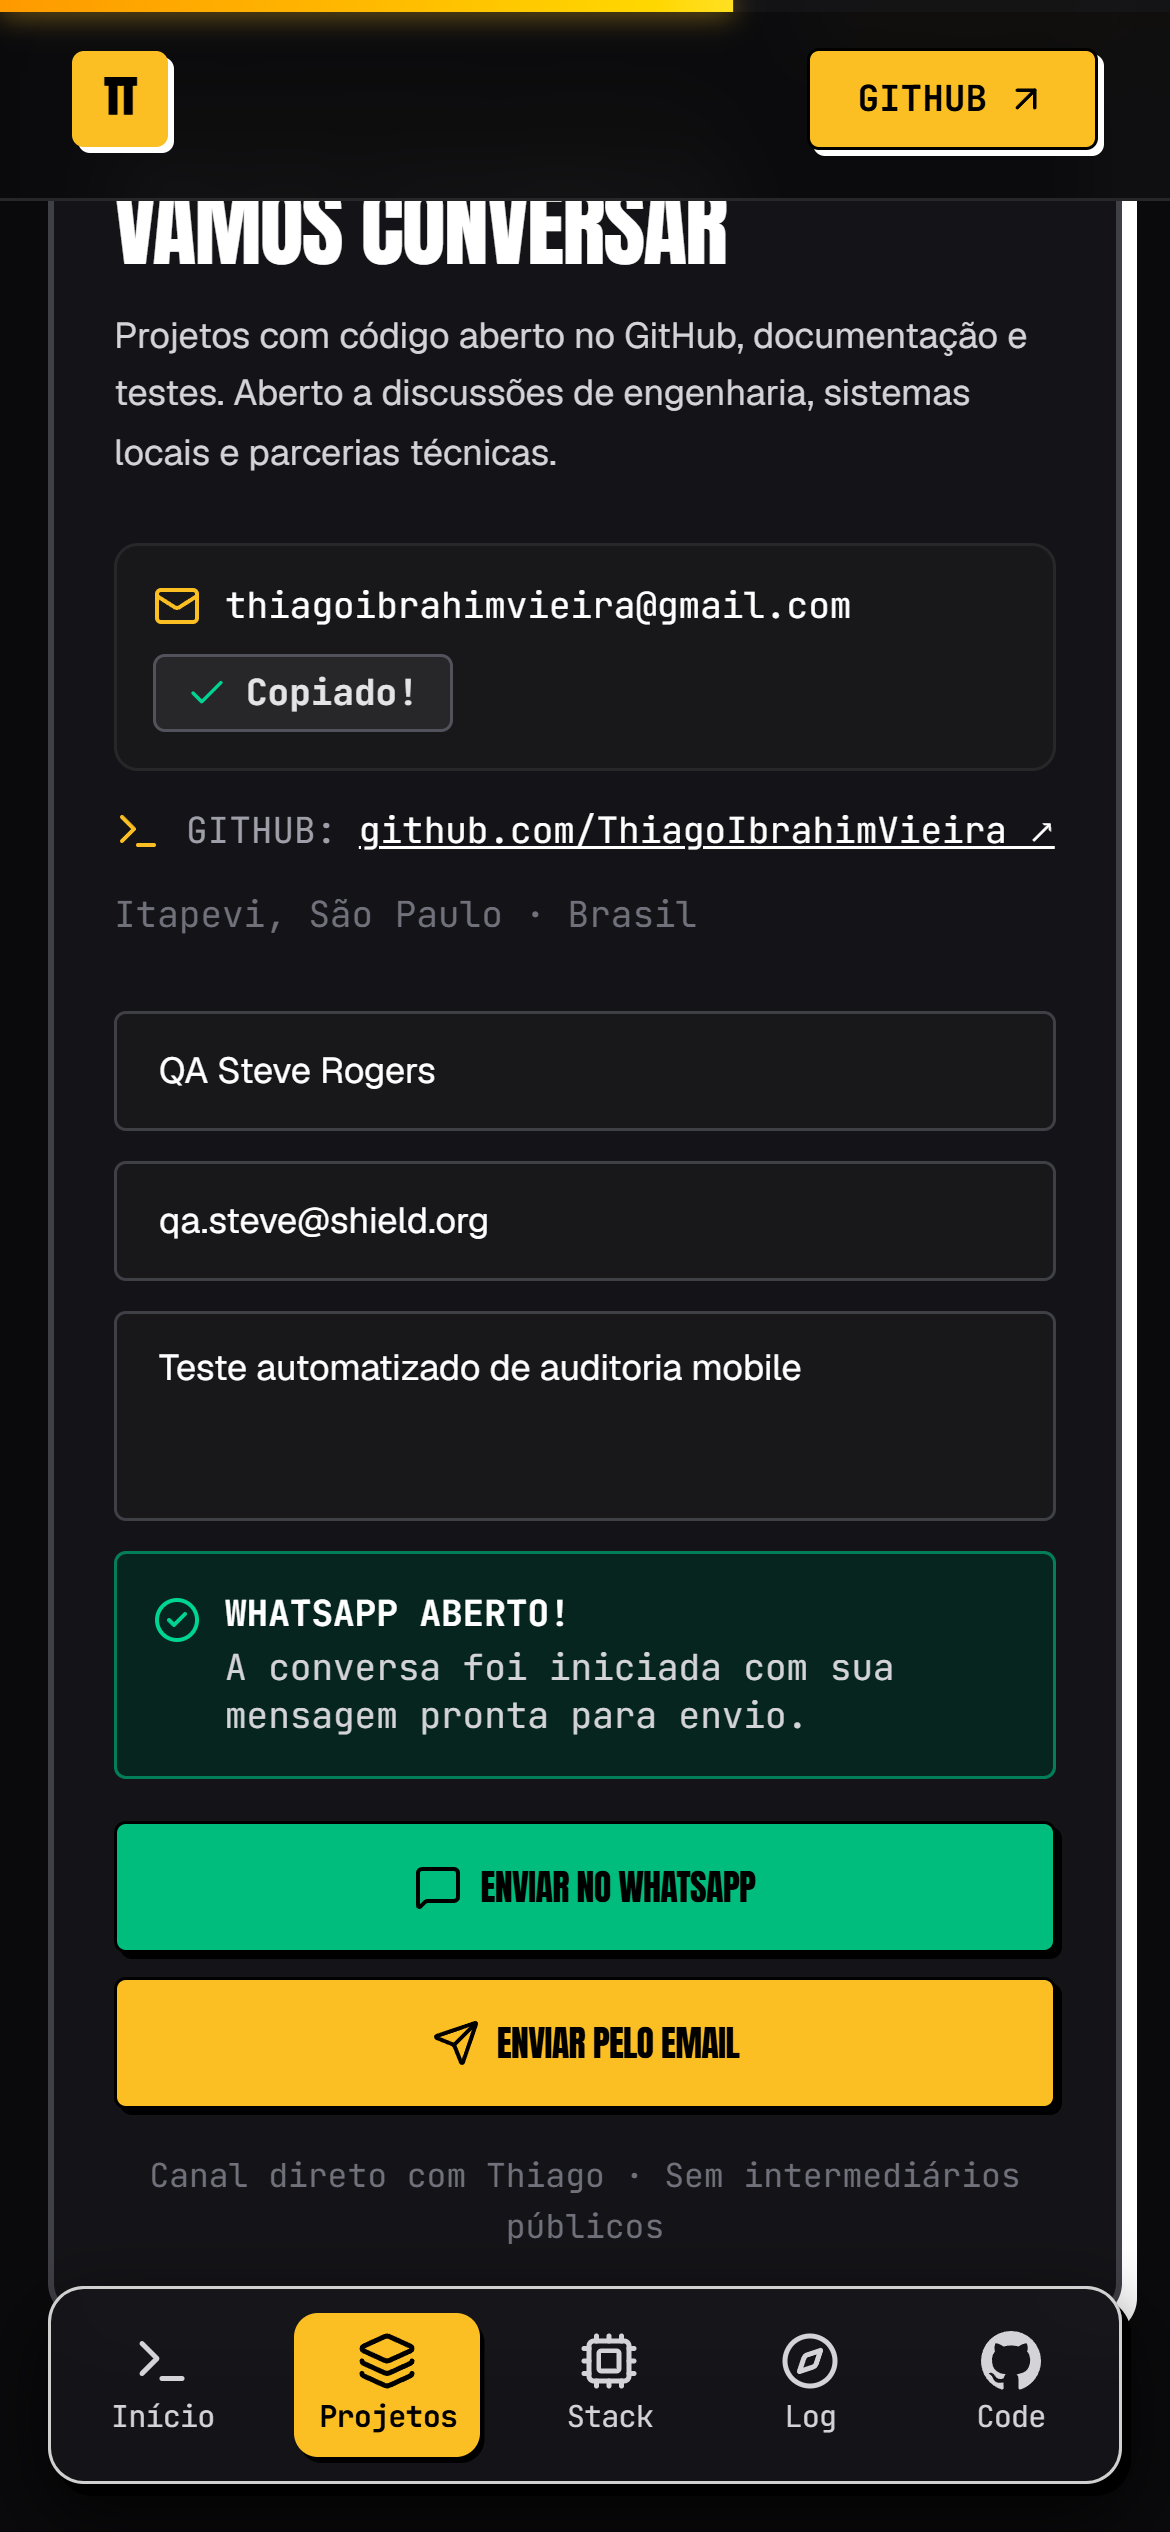 π
GITHUB
VAMOS CONVERSAR
Projetos com código aberto no GitHub, documentação e
testes. Aberto a discussões de engenharia, sistemas
locais e parcerias técnicas.
thiagoibrahimvieira@gmail.com
Copiado!
GITHUB: github.com/ThiagoIbrahimVieira ↗
Itapevi, São Paulo · Brasil
QA Steve Rogers
qa.steve@shield.org
Teste automatizado de auditoria mobile
WHATSAPP ABERTO!
A conversa foi iniciada com sua
mensagem pronta para envio.
ENVIAR NO WHATSAPP
ENVIAR PELO EMAIL
Canal direto com Thiago · Sem intermediários
públicos
Início
Projetos
Stack
Log
Code